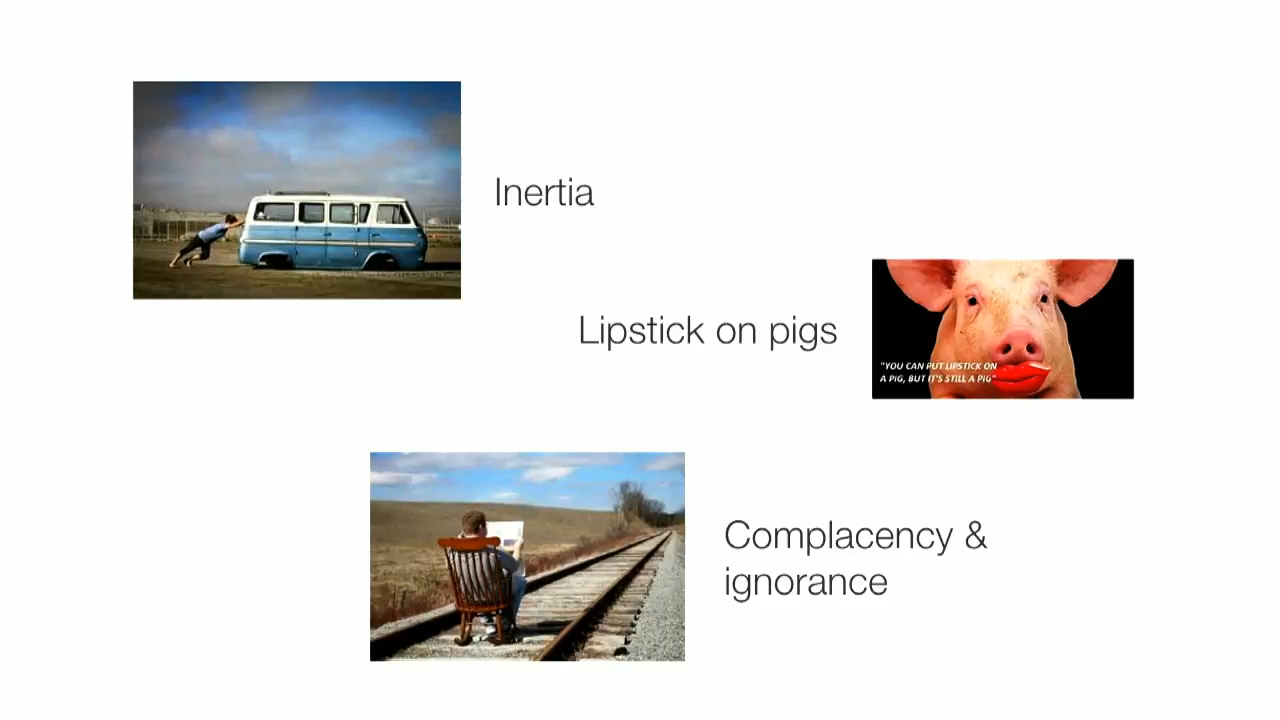 Inertia
Lipstick on pigs
"YOU CAN PUT LIPSTICK ON
A PIG, BUT IT'S STILL A PIG"
Complacency &
ignorance